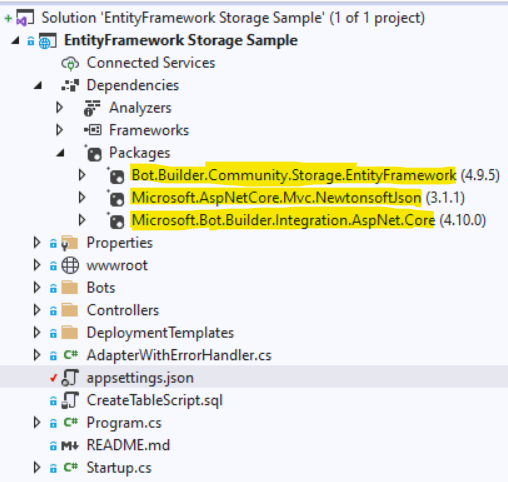 Solution 'EntityFramework Storage Sample' (1 of 1 project)
EntityFramework Storage Sample
Connected Services
Dependencies
Analyzers
Frameworks
Packages
Bot.Builder.Community.Storage.EntityFramework (4.9.5)
Microsoft.AspNetCore.Mvc.NewtonsoftJson (3.1.1)
Microsoft.Bot.Builder.Integration.AspNet.Core (4.10.0)
Properties
wwwroot
Bots
Controllers
DeploymentTemplates
C# AdapterWithErrorHandler.cs
appsettings.json
CreateTableScript.sql
C# Program.cs
M↓ README.md
C# Startup.cs